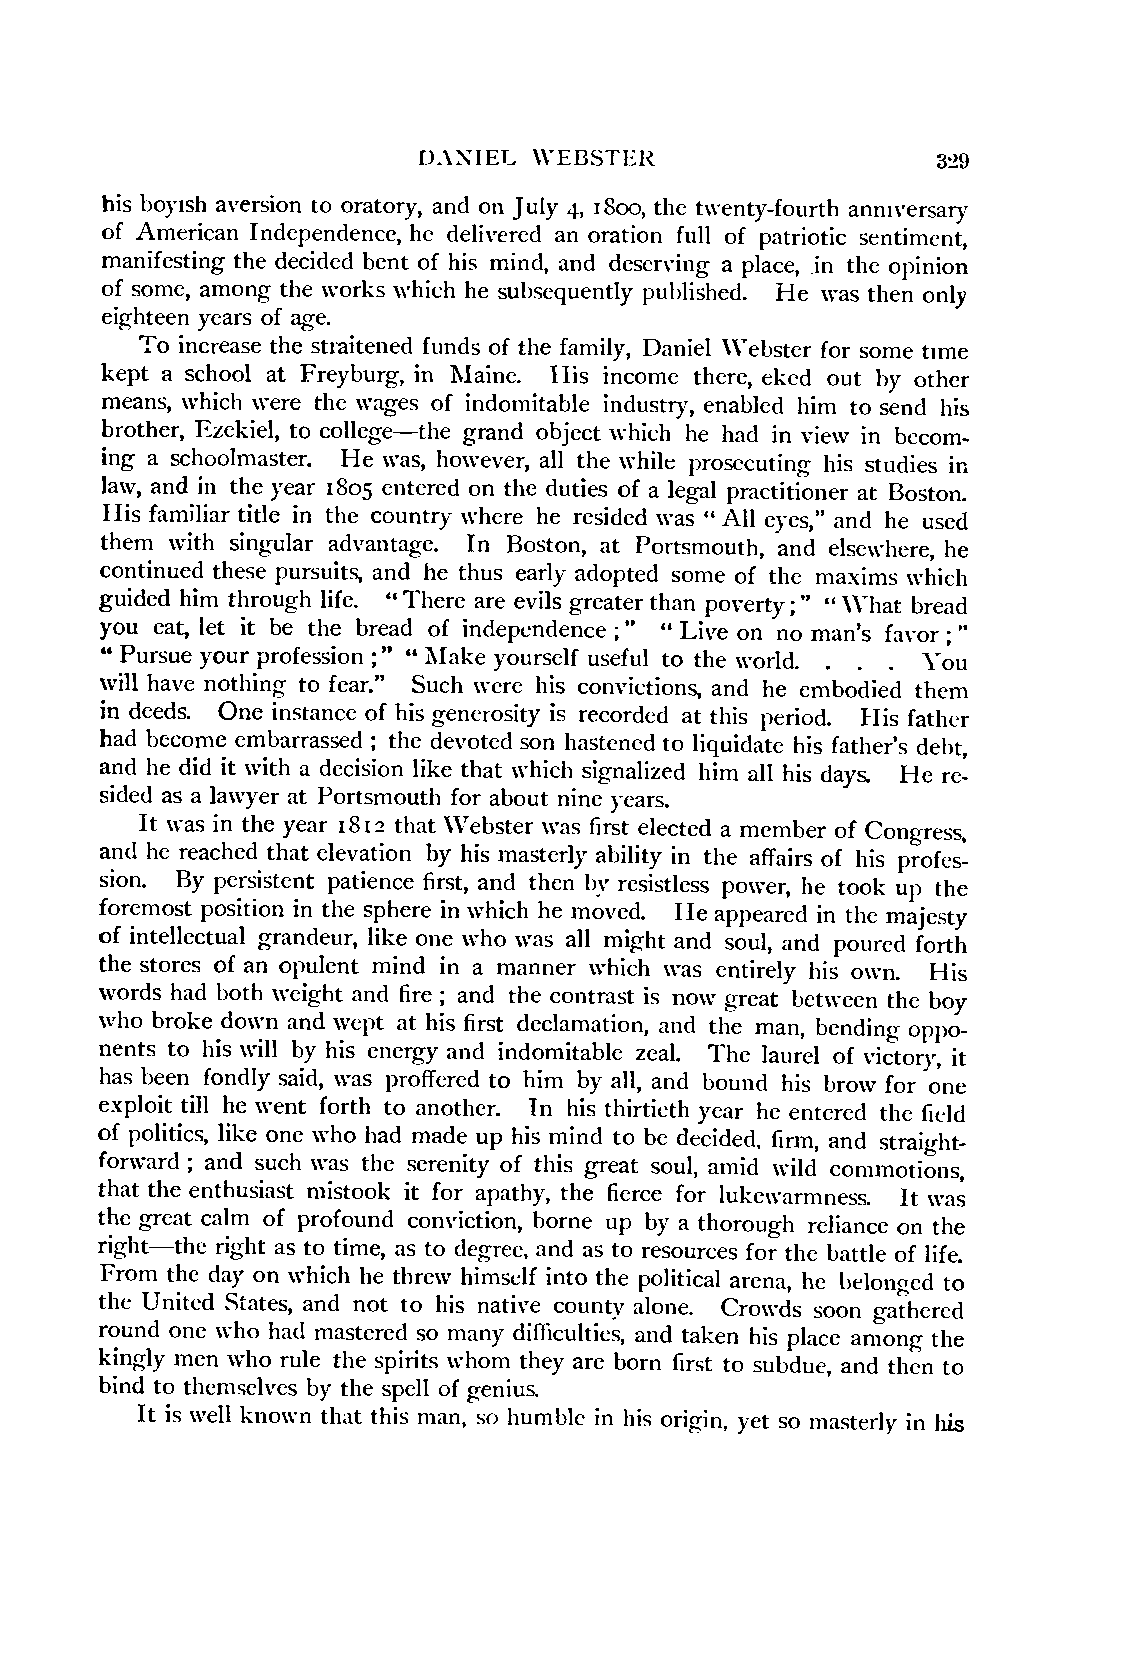 DANIEL WEBSTER 329
his boyish aversion to oratory, and on July 4, 1800, the twenty-fourth anniversary
of American Independence, he delivered an oration full of patriotic sentiment,
manifesting the decided bent of his mind, and deserving a place, in the opinion
of some, among the works which he subsequently published. He was then only
eighteen years of age.
To increase the straitened funds of the family, Daniel Webster for some time
kept a school at Freyburg, in Maine. His income there, eked out by other
means, which were the wages of indomitable industry, enabled him to send his
brother, Ezekiel, to college—the grand object which he had in view in becom-
ing a schoolmaster. He was, however, all the while prosecuting his studies in
law, and in the year 1805 entered on the duties of a legal practitioner at Boston.
His familiar title in the country where he resided was “ All eyes,” and he used
them with singular advantage. In Boston, at Portsmouth, and elsewhere, he
continued these pursuits, and he thus early adopted some of the maxims which
guided him through life. “ There are evils greater than poverty ; ” “ What bread
you eat, let it be the bread of independence ; ” “ Live on no man's favor ; ”
“ Pursue your profession ; ” “ Make yourself useful to the world. . . . You
will have nothing to fear.” Such were his convictions, and he embodied them
in deeds. One instance of his generosity is recorded at this period. His father
had become embarrassed ; the devoted son hastened to liquidate his father's debt,
and he did it with a decision like that which signalized him all his days. He re-
sided as a lawyer at Portsmouth for about nine years.
It was in the year 1812 that Webster was first elected a member of Congress,
and he reached that elevation by his masterly ability in the affairs of his profes-
sion. By persistent patience first, and then by resistless power, he took up the
foremost position in the sphere in which he moved. He appeared in the majesty
of intellectual grandeur, like one who was all might and soul, and poured forth
the stores of an opulent mind in a manner which was entirely his own. His
words had both weight and fire ; and the contrast is now great between the boy
who broke down and wept at his first declamation, and the man, bending oppo-
nents to his will by his energy and indomitable zeal. The laurel of victory, it
has been fondly said, was proffered to him by all, and bound his brow for one
exploit till he went forth to another. In his thirtieth year he entered the field
of politics, like one who had made up his mind to be decided, firm, and straight-
forward ; and such was the serenity of this great soul, amid wild commotions,
that the enthusiast mistook it for apathy, the fierce for lukewarmness. It was
the great calm of profound conviction, borne up by a thorough reliance on the
right—the right as to time, as to degree, and as to resources for the battle of life.
From the day on which he threw himself into the political arena, he belonged to
the United States, and not to his native county alone. Crowds soon gathered
round one who had mastered so many difficulties, and taken his place among the
kingly men who rule the spirits whom they are born first to subdue, and then to
bind to themselves by the spell of genius.
It is well known that this man, so humble in his origin, yet so masterly in his